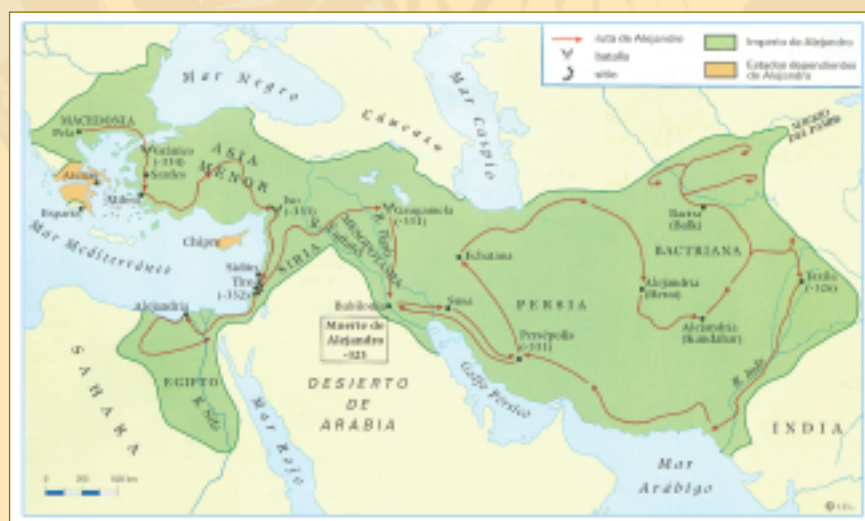 ruta de Alejandro
batalla
sitio
Imperio de Alejandro
Estados dependientes
de Alejandro
Mar Negro
Mar Caspio
Cáucaso
MACEDONIA
Pela
Gránico
(-334)
Sardes
Mileto
Atenas
Esparta
ASIA
MENOR
Iso
(-333)
Chipre
Mar Mediterráneo
Sidón
Tiro
(-332)
SIRIA
Alejandría
EGIPTO
R. Nilo
SAHARA
Mar Rojo
Gaugamela
(-331)
R. Tigris
MESOPOTAMIA
Babilonia
Muerte de
Alejandro
-323
DESIERTO
DE
ARABIA
Susa
Ecbatana
PERSIA
Persépolis
(-331)
Golfo Pérsico
Bactra
(Balk)
BACTRIANA
Alejandría
(Herat)
Alejandría
(Kandahar)
Taxila
(-326)
R. Indo
INDIA
Mar
Arábigo